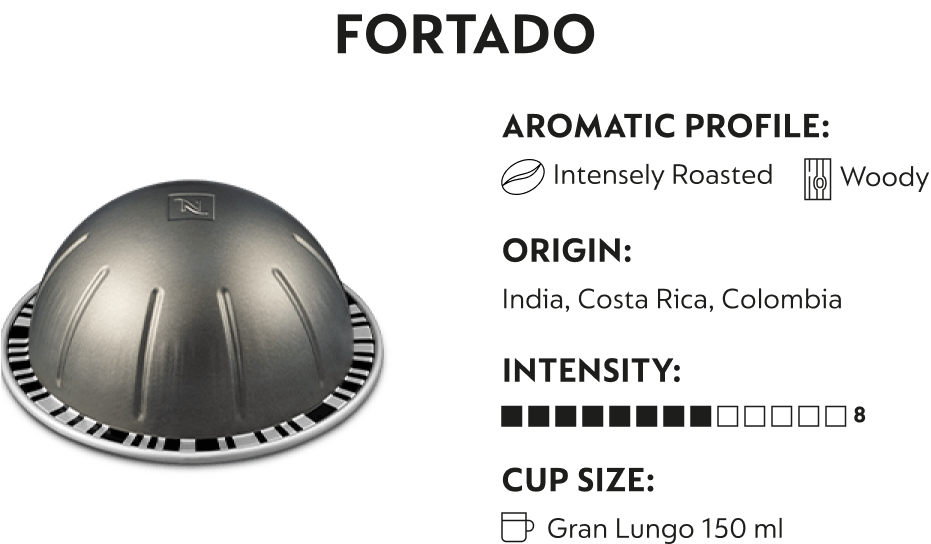 FORTADO
AROMATIC PROFILE:
Intensely Roasted Woody
ORIGIN:
India, Costa Rica, Colombia
INTENSITY:
8
CUP SIZE:
Gran Lungo 150 ml